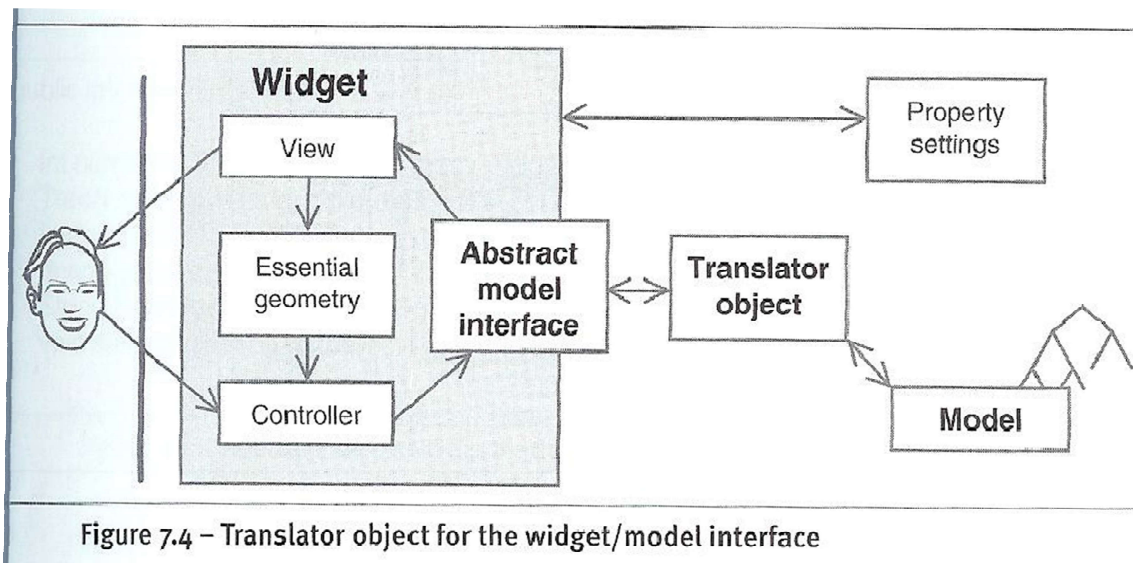 Widget
View
Essential
geometry
Controller
Abstract
model
interface
Property
settings
Translator
object
Model
Figure 7.4 – Translator object for the widget/model interface